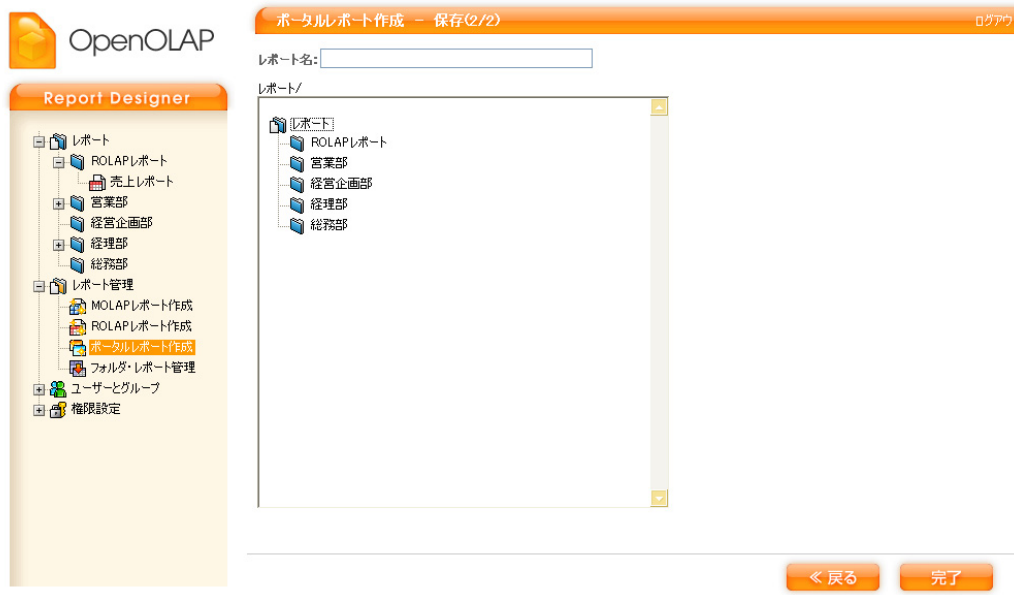 OpenOLAP
Report Designer
レポート
ROLAPレポート
売上レポート
営業部
経営企画部
経理部
総務部
レポート管理
MOLAPレポート作成
ROLAPレポート作成
ポータルレポート作成
フォルダ・レポート管理
ユーザーとグループ
権限設定
ポータルレポート作成 － 保存(2/2)
ログアウ
レポート名:
レポート/
レポート
ROLAPレポート
営業部
経営企画部
経理部
総務部
≪ 戻る
完了